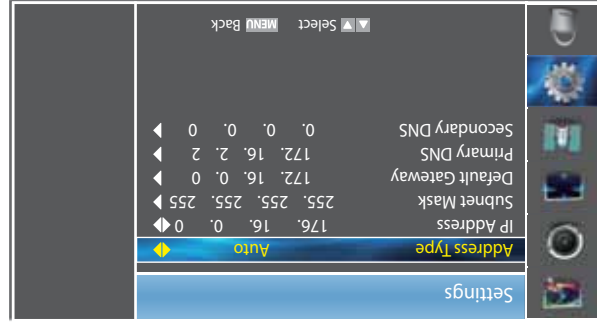 Settings
Address Type Auto
IP Address 176. 16. 0. 0
Subnet Mask 255. 255. 255. 255
Default Gateway 172. 16. 0. 0
Primary DNS 172. 16. 2. 2
Secondary DNS 0. 0. 0. 0
Select MENU Back